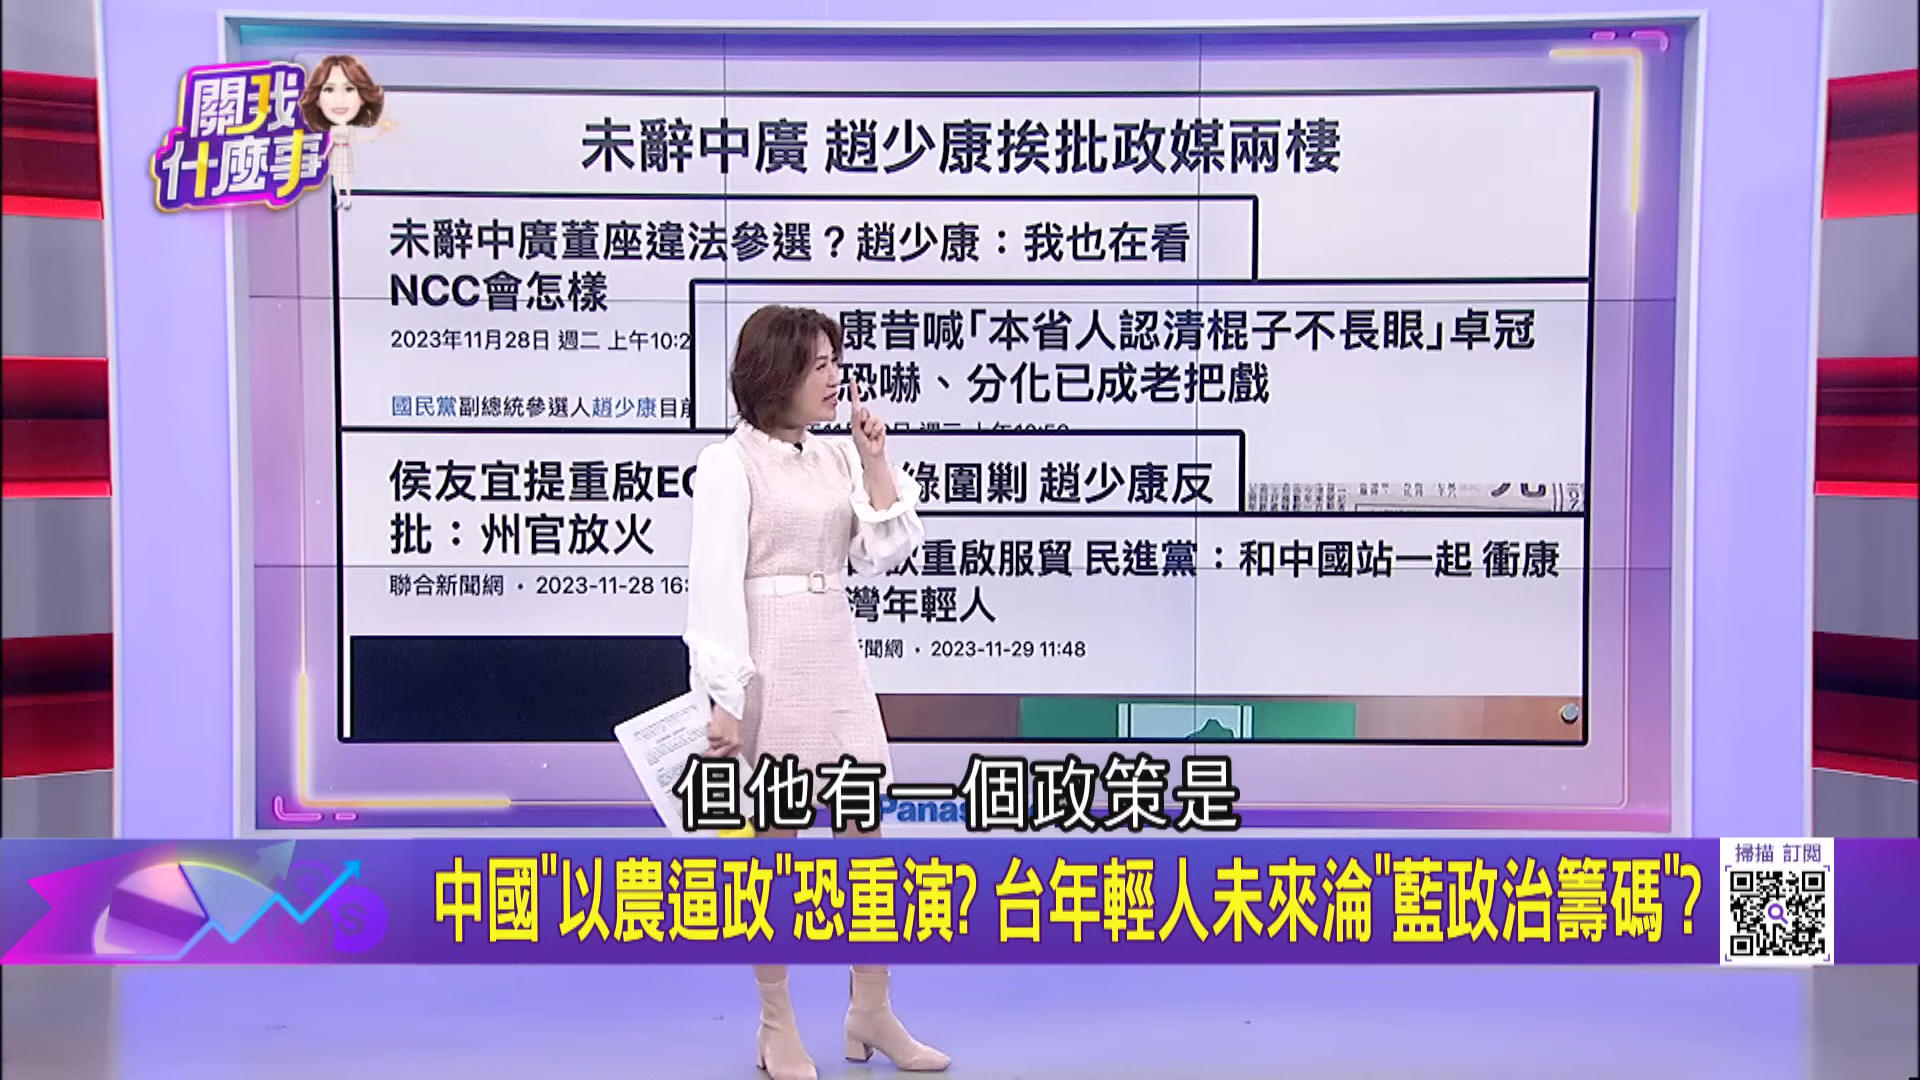 關我
什麼事
未辭中廣 趙少康挨批政媒兩棲
未辭中廣董座違法參選？趙少康：我也在看
NCC會怎樣
2023年11月28日 週二 上午10:2
國民黨副總統參選人趙少康目前
康昔喊「本省人認清棍子不長眼」卓冠
恐嚇、分化已成老把戲
侯友宜提重啟EC
綠圍剿 趙少康反
批：州官放火
聯合新聞網・2023-11-28 16:
重啟服貿 民進黨：和中國站一起 衝康
灣年輕人
聞網・2023-11-29 11:48
但他有一個政策是
Panas
中國"以農逼政"恐重演? 台年輕人未來淪"藍政治籌碼"?
掃描 訂閱